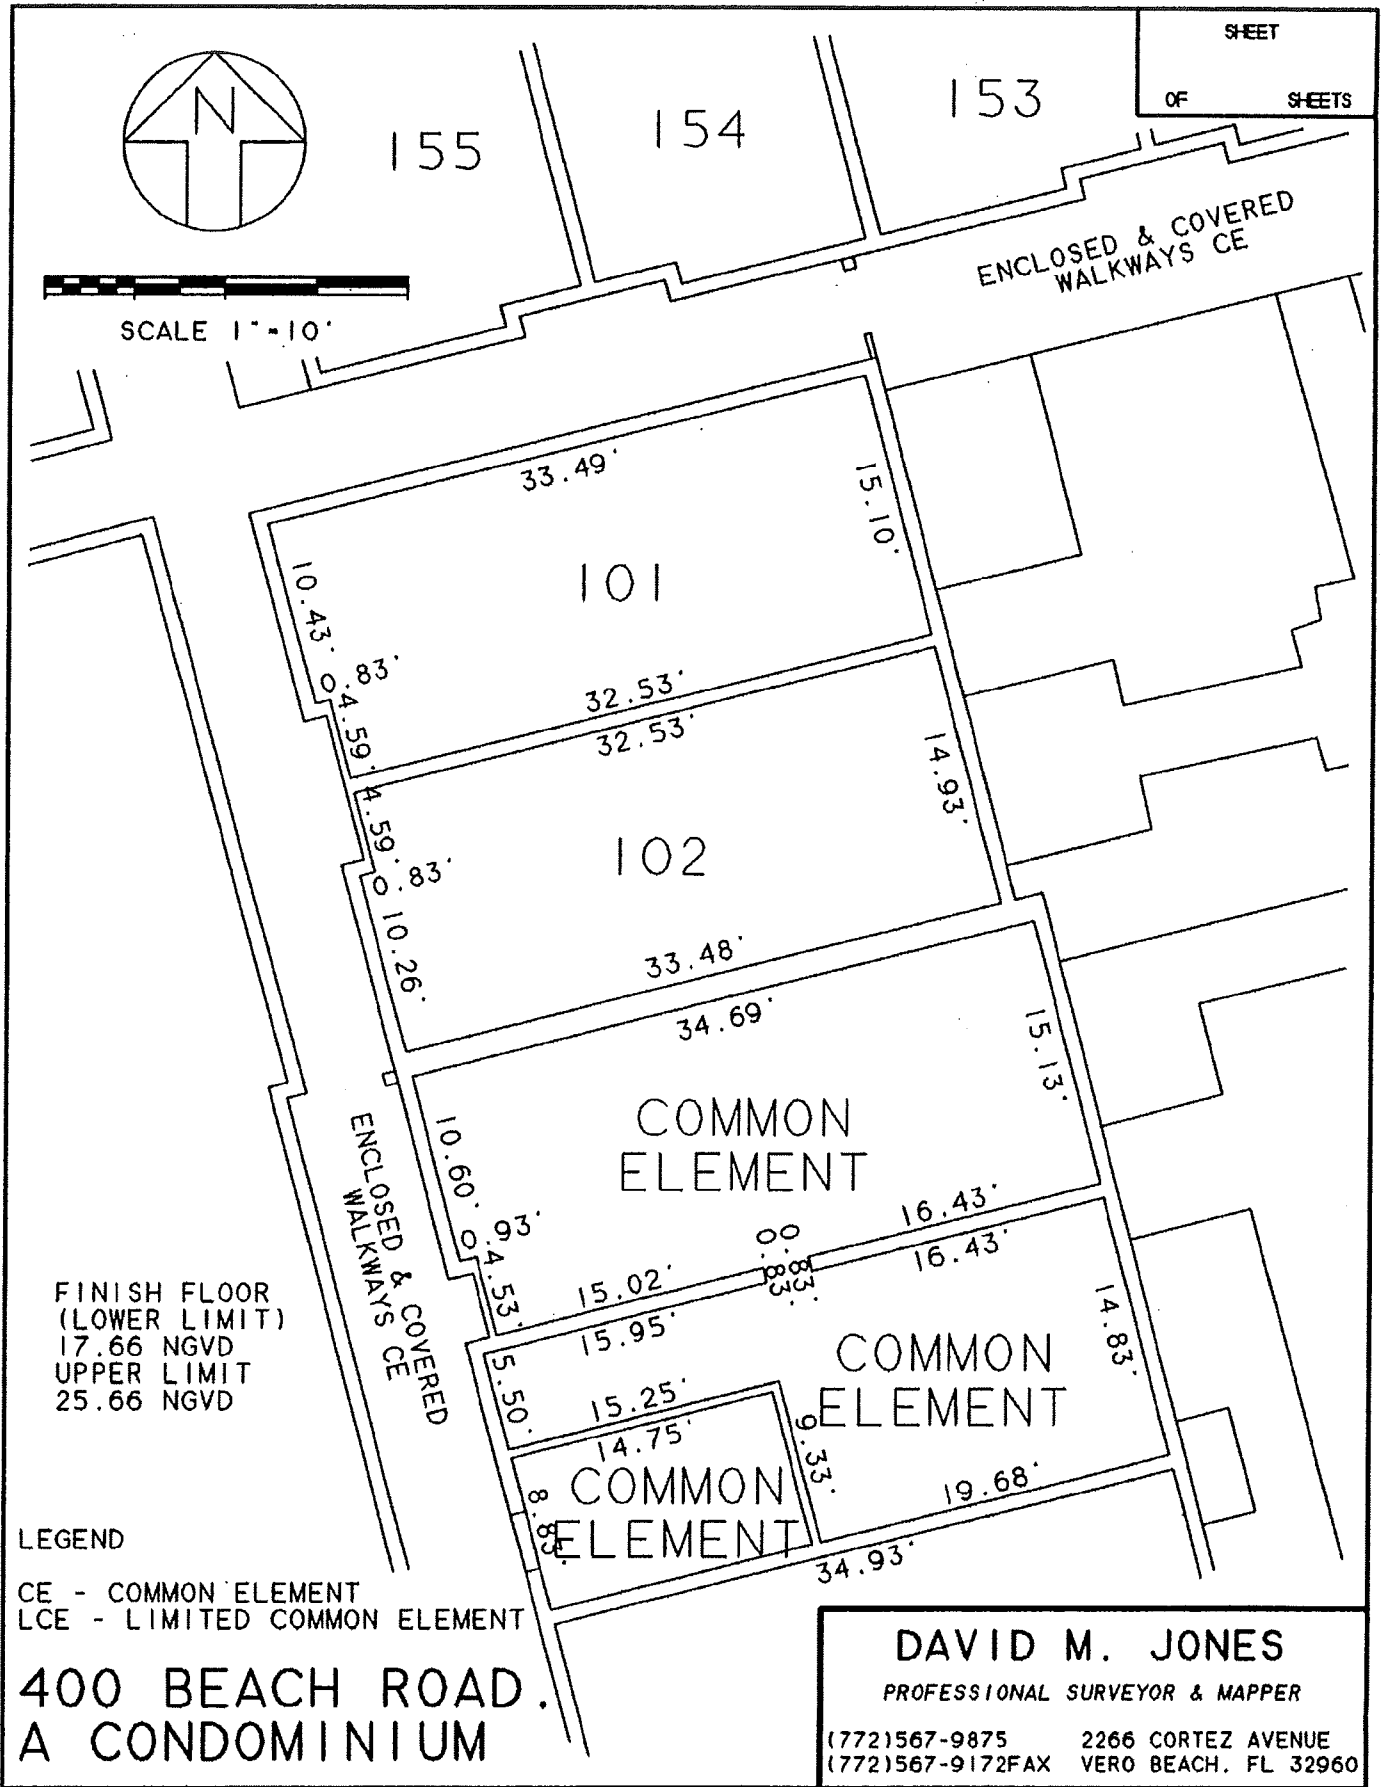 SHEET
OF SHEETS
N
155
154
153
ENCLOSED & COVERED
WALKWAYS CE
SCALE 1"=10'
33.49'
15.10'
10.43'
101
0.83'
4.59'
32.53'
32.53'
4.59'
14.93'
102
0.83'
10.26'
33.48'
34.69'
15.13'
COMMON
ELEMENT
10.60'
0.93'
4.53'
ENCLOSED & COVERED
WALKWAYS CE
16.43'
16.43'
0.83'
0.83'
15.02'
15.95'
FINISH FLOOR
(LOWER LIMIT)
17.66 NGVD
UPPER LIMIT
25.66 NGVD
5.50'
14.83'
COMMON
ELEMENT
15.25'
14.75'
9.33'
COMMON
ELEMENT
8.83'
19.68'
34.93'
LEGEND
CE - COMMON ELEMENT
LCE - LIMITED COMMON ELEMENT
400 BEACH ROAD,
A CONDOMINIUM
DAVID M. JONES
PROFESSIONAL SURVEYOR & MAPPER
(772)567-9875 2266 CORTEZ AVENUE
(772)567-9172FAX VERO BEACH, FL 32960